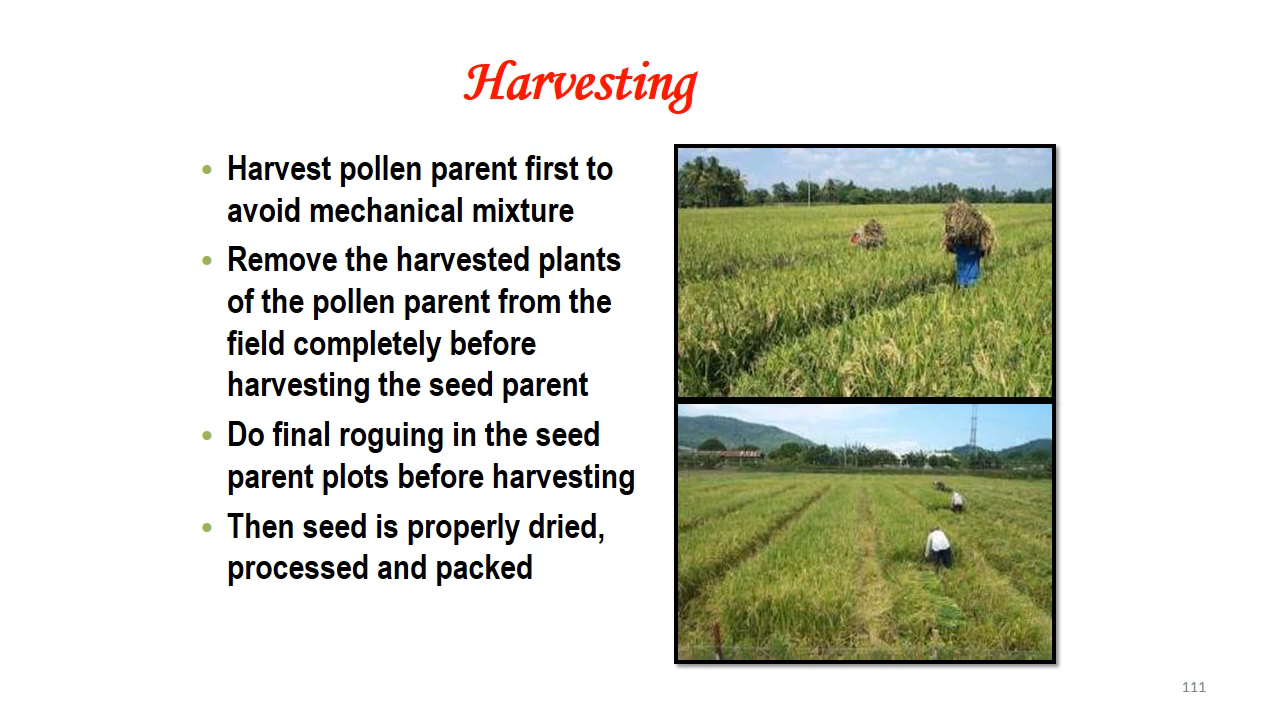 Harvesting
• Harvest pollen parent first to
avoid mechanical mixture
• Remove the harvested plants
of the pollen parent from the
field completely before
harvesting the seed parent
• Do final roguing in the seed
parent plots before harvesting
• Then seed is properly dried,
processed and packed
111